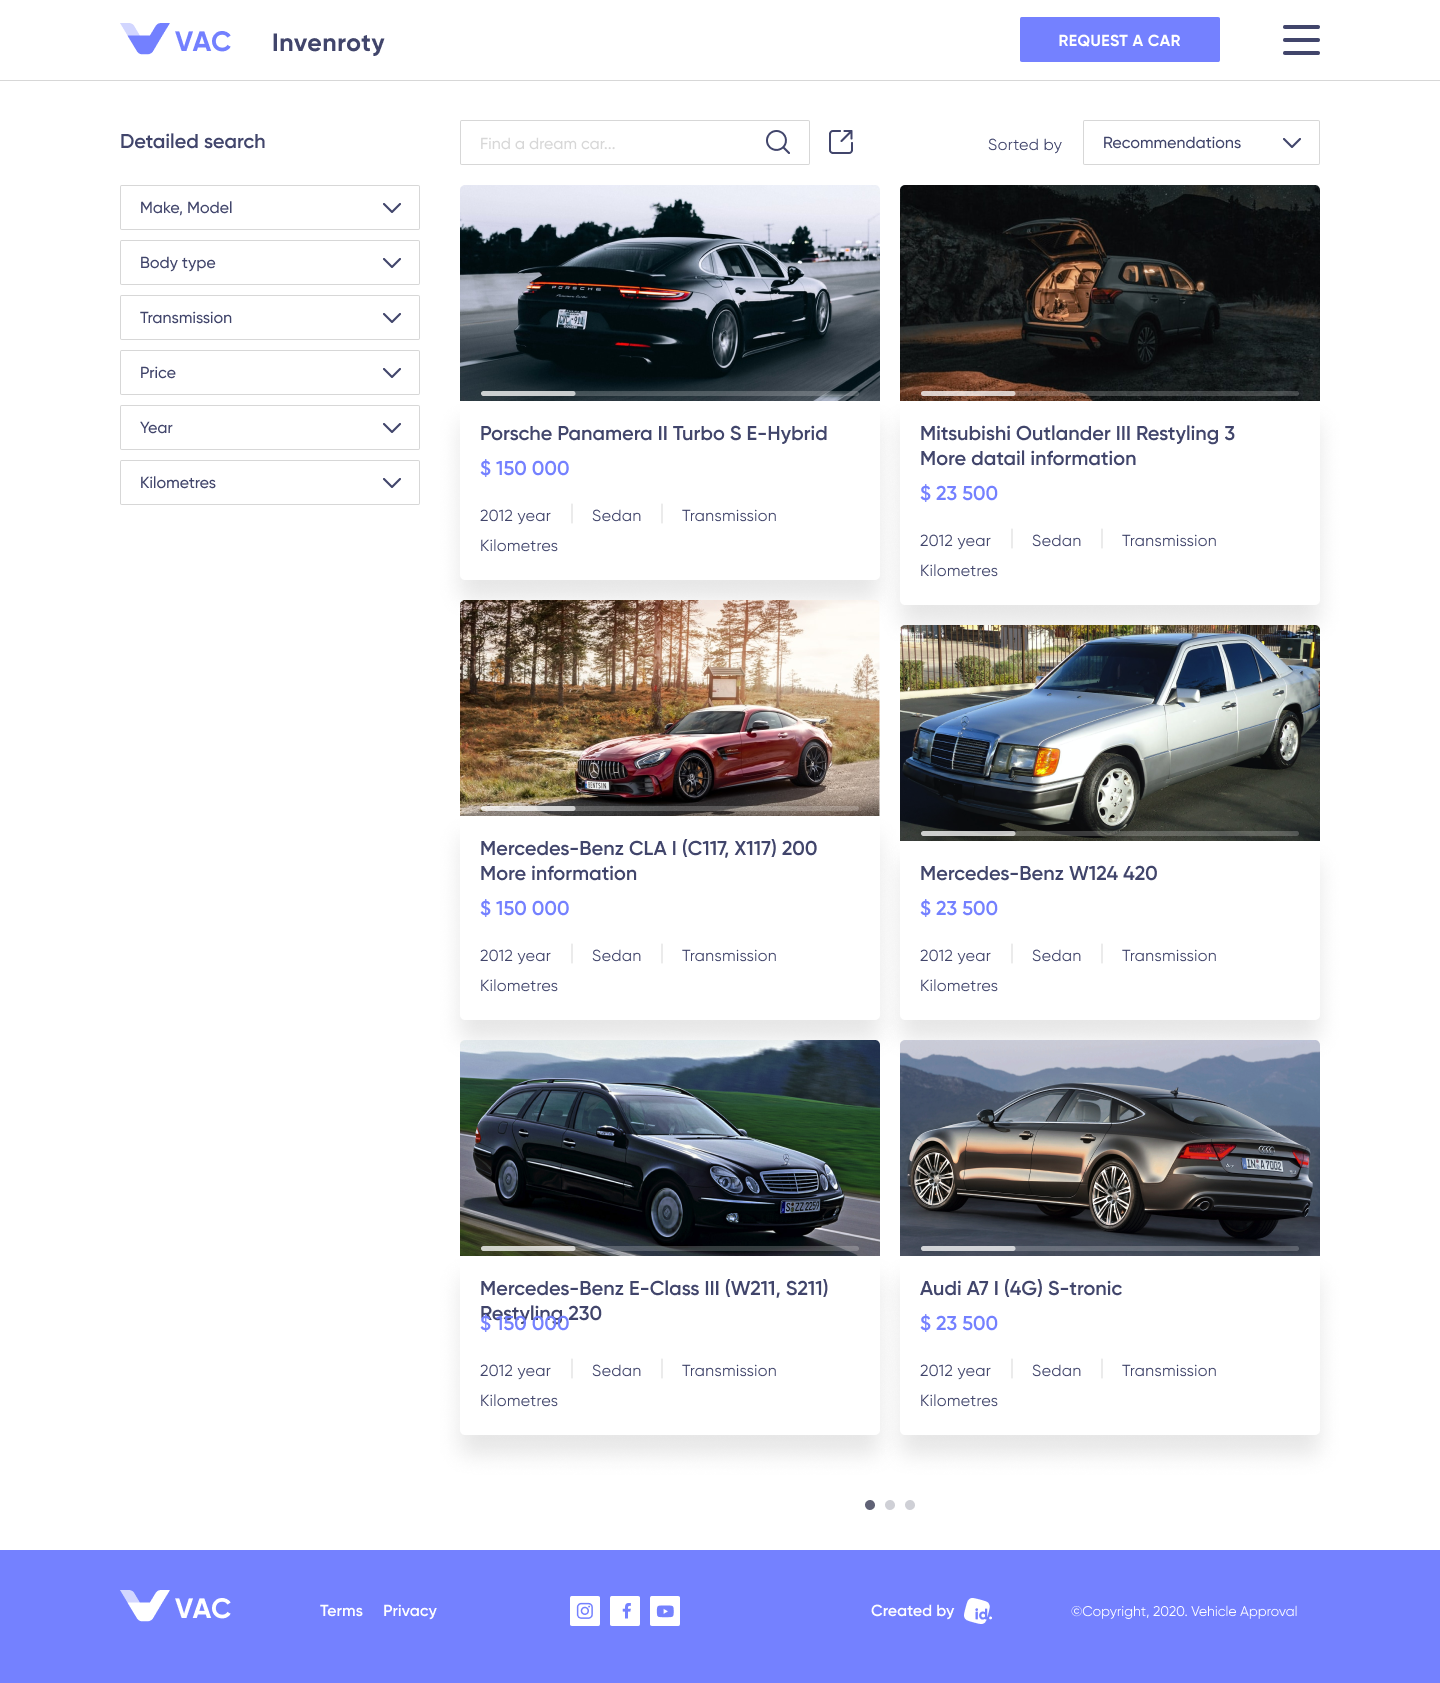 VAC
Invenroty
REQUEST A CAR
Detailed search
Find a dream car...
Sorted by
Recommendations
Make, Model
Body type
Transmission
Price
Year
Kilometres
PORSCHE
Porsche Panamera II Turbo S E-Hybrid
$ 150 000
2012 year
Sedan
Transmission
Kilometres
Mitsubishi Outlander III Restyling 3
More datail information
$ 23 500
2012 year
Sedan
Transmission
Kilometres
Mercedes-Benz CLA I (C117, X117) 200
More information
$ 150 000
2012 year
Sedan
Transmission
Kilometres
Mercedes-Benz W124 420
$ 23 500
2012 year
Sedan
Transmission
Kilometres
Mercedes-Benz E-Class III (W211, S211)
Restyling 230
$ 150 000
2012 year
Sedan
Transmission
Kilometres
Audi A7 I (4G) S-tronic
$ 23 500
2012 year
Sedan
Transmission
Kilometres
VAC
Terms
Privacy
Created by
id.
©Copyright, 2020. Vehicle Approval